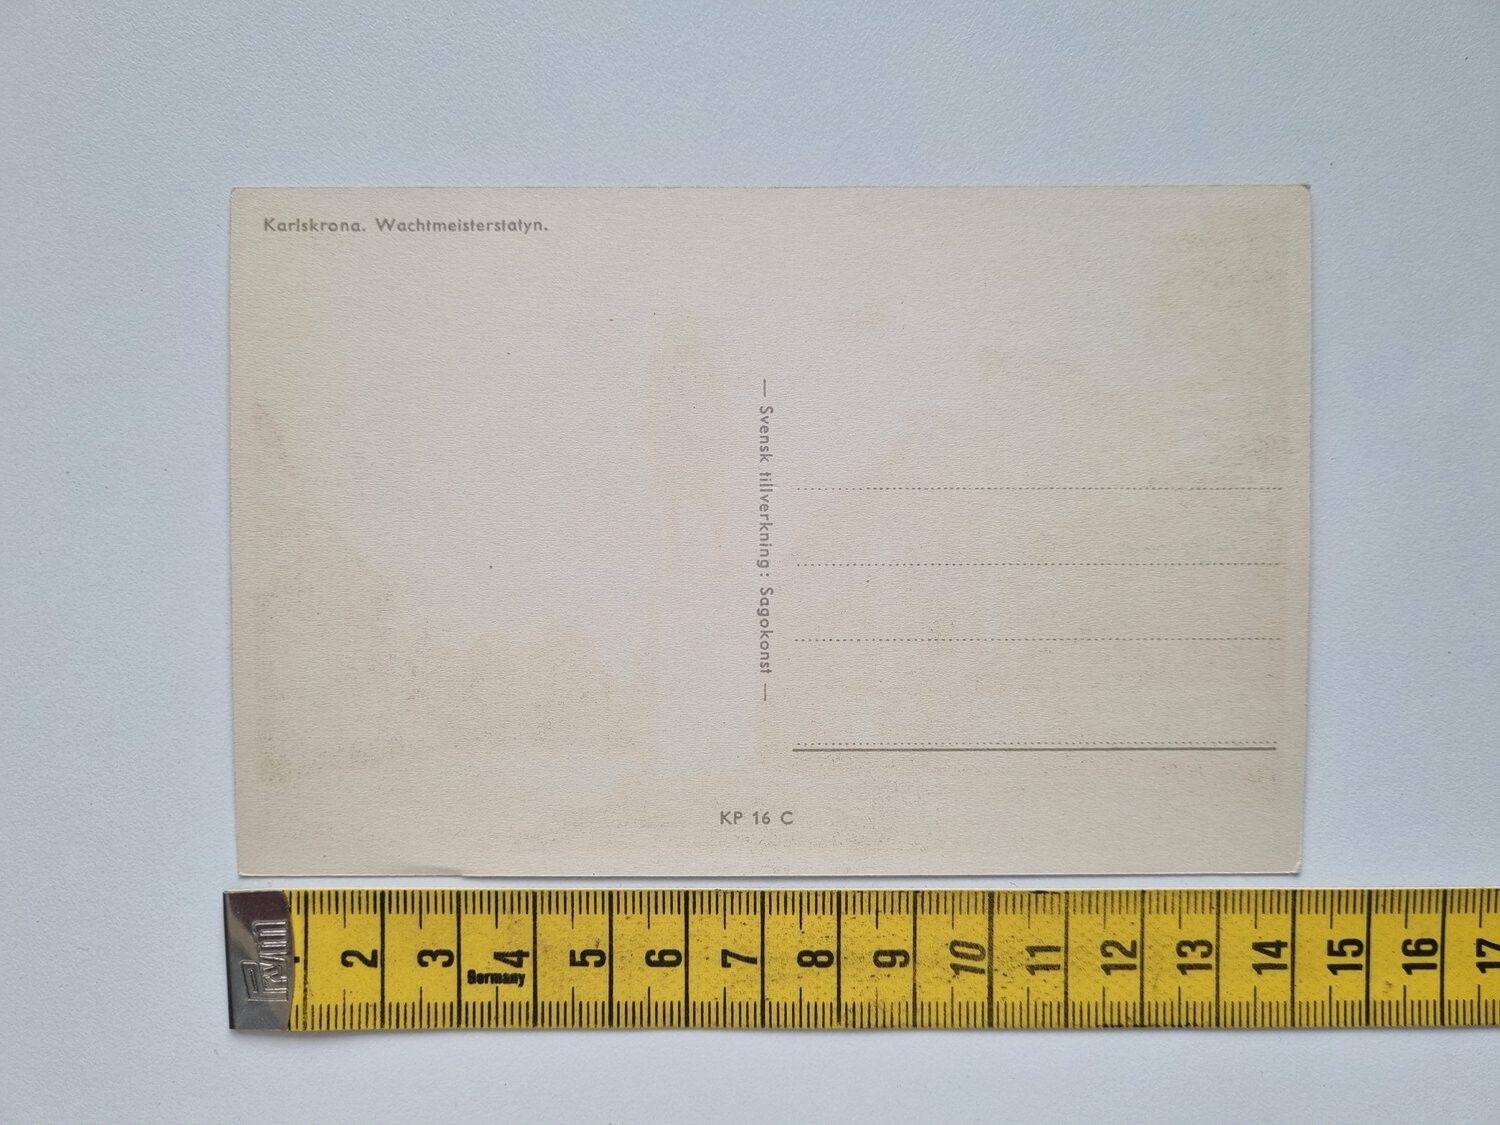 Karlskrona. Wachtmeisterstatyn.
— Svensk tillverkning: Sagokonst —
KP 16 C
Prym
2 3 4 5 6 7 8 9 10 11 12 13 14 15 16 17
Germany